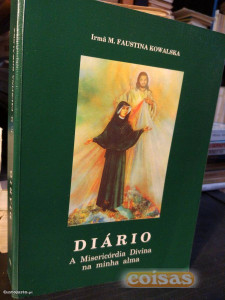 Irmã M. FAUSTINA KOWALSKA
DIÁRIO
A Misericórdia Divina
na minha alma
coisas